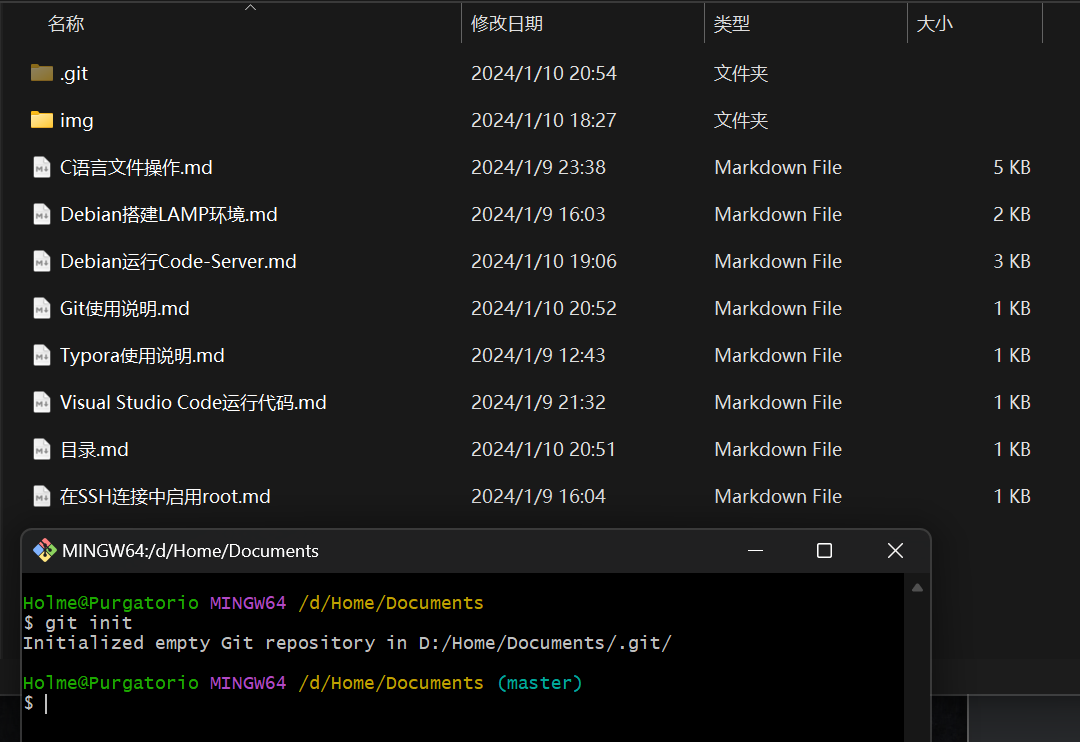 名称 修改日期 类型 大小
.git 2024/1/10 20:54 文件夹
img 2024/1/10 18:27 文件夹
C语言文件操作.md 2024/1/9 23:38 Markdown File 5 KB
Debian搭建LAMP环境.md 2024/1/9 16:03 Markdown File 2 KB
Debian运行Code-Server.md 2024/1/10 19:06 Markdown File 3 KB
Git使用说明.md 2024/1/10 20:52 Markdown File 1 KB
Typora使用说明.md 2024/1/9 12:43 Markdown File 1 KB
Visual Studio Code运行代码.md 2024/1/9 21:32 Markdown File 1 KB
目录.md 2024/1/10 20:51 Markdown File 1 KB
在SSH连接中启用root.md 2024/1/9 16:04 Markdown File 1 KB
MINGW64:/d/Home/Documents
Holme@Purgatorio MINGW64 /d/Home/Documents
$ git init
Initialized empty Git repository in D:/Home/Documents/.git/
Holme@Purgatorio MINGW64 /d/Home/Documents (master)
$